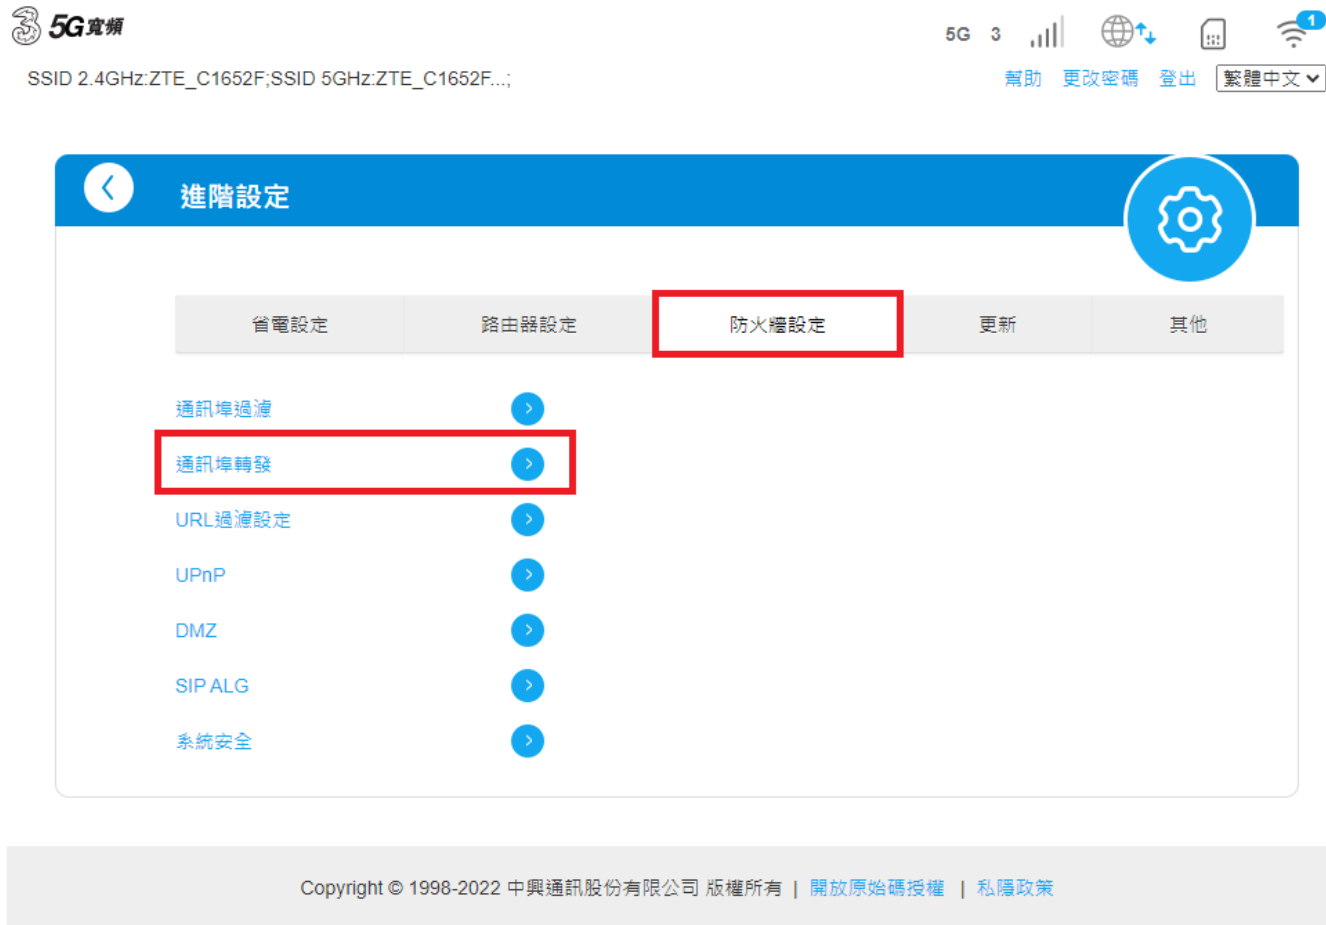 3 5G寬頻
5G 3
1
SSID 2.4GHz:ZTE_C1652F;SSID 5GHz:ZTE_C1652F...;
幫助 更改密碼 登出 繁體中文
進階設定
省電設定 路由器設定 防火牆設定 更新 其他
通訊埠過濾
通訊埠轉發
URL過濾設定
UPnP
DMZ
SIP ALG
系統安全
Copyright © 1998-2022 中興通訊股份有限公司 版權所有 | 開放原始碼授權 | 私隱政策